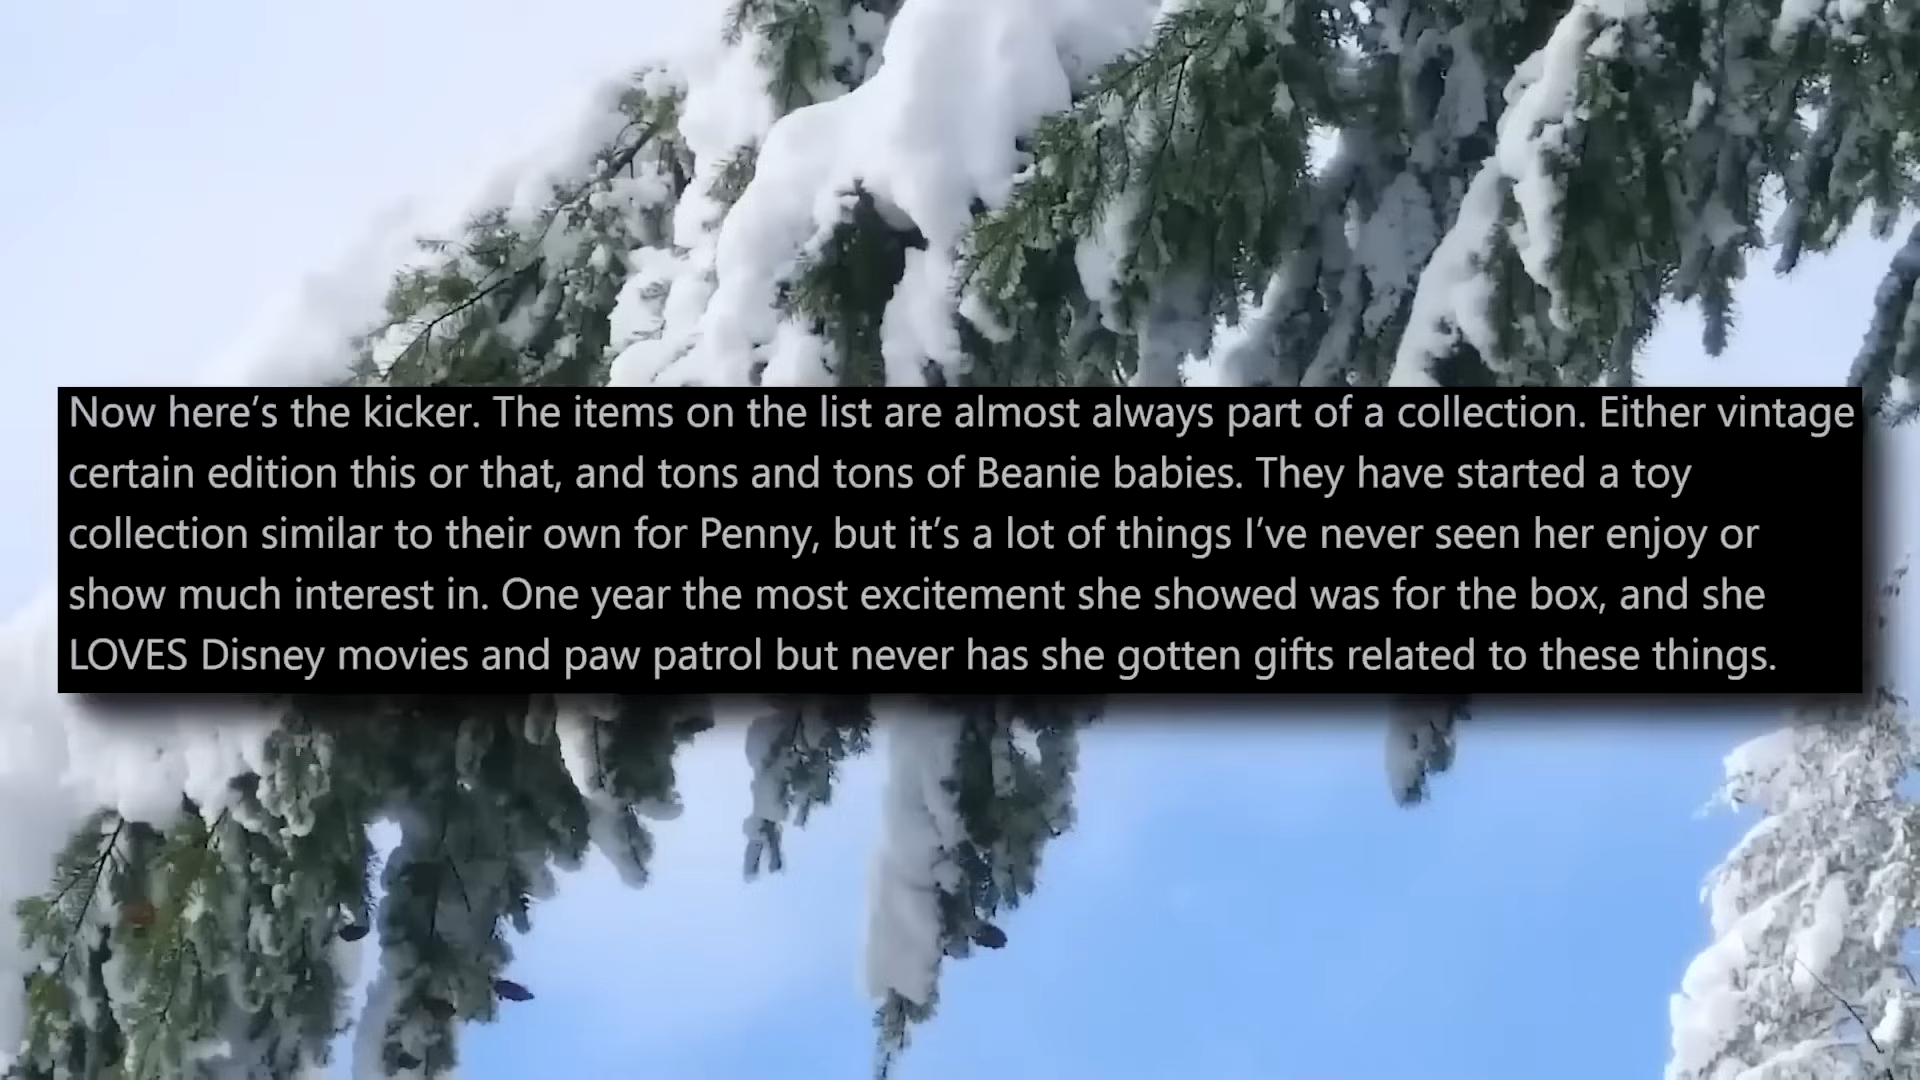 Now here’s the kicker. The items on the list are almost always part of a collection. Either vintage
certain edition this or that, and tons and tons of Beanie babies. They have started a toy
collection similar to their own for Penny, but it’s a lot of things I’ve never seen her enjoy or
show much interest in. One year the most excitement she showed was for the box, and she
LOVES Disney movies and paw patrol but never has she gotten gifts related to these things.